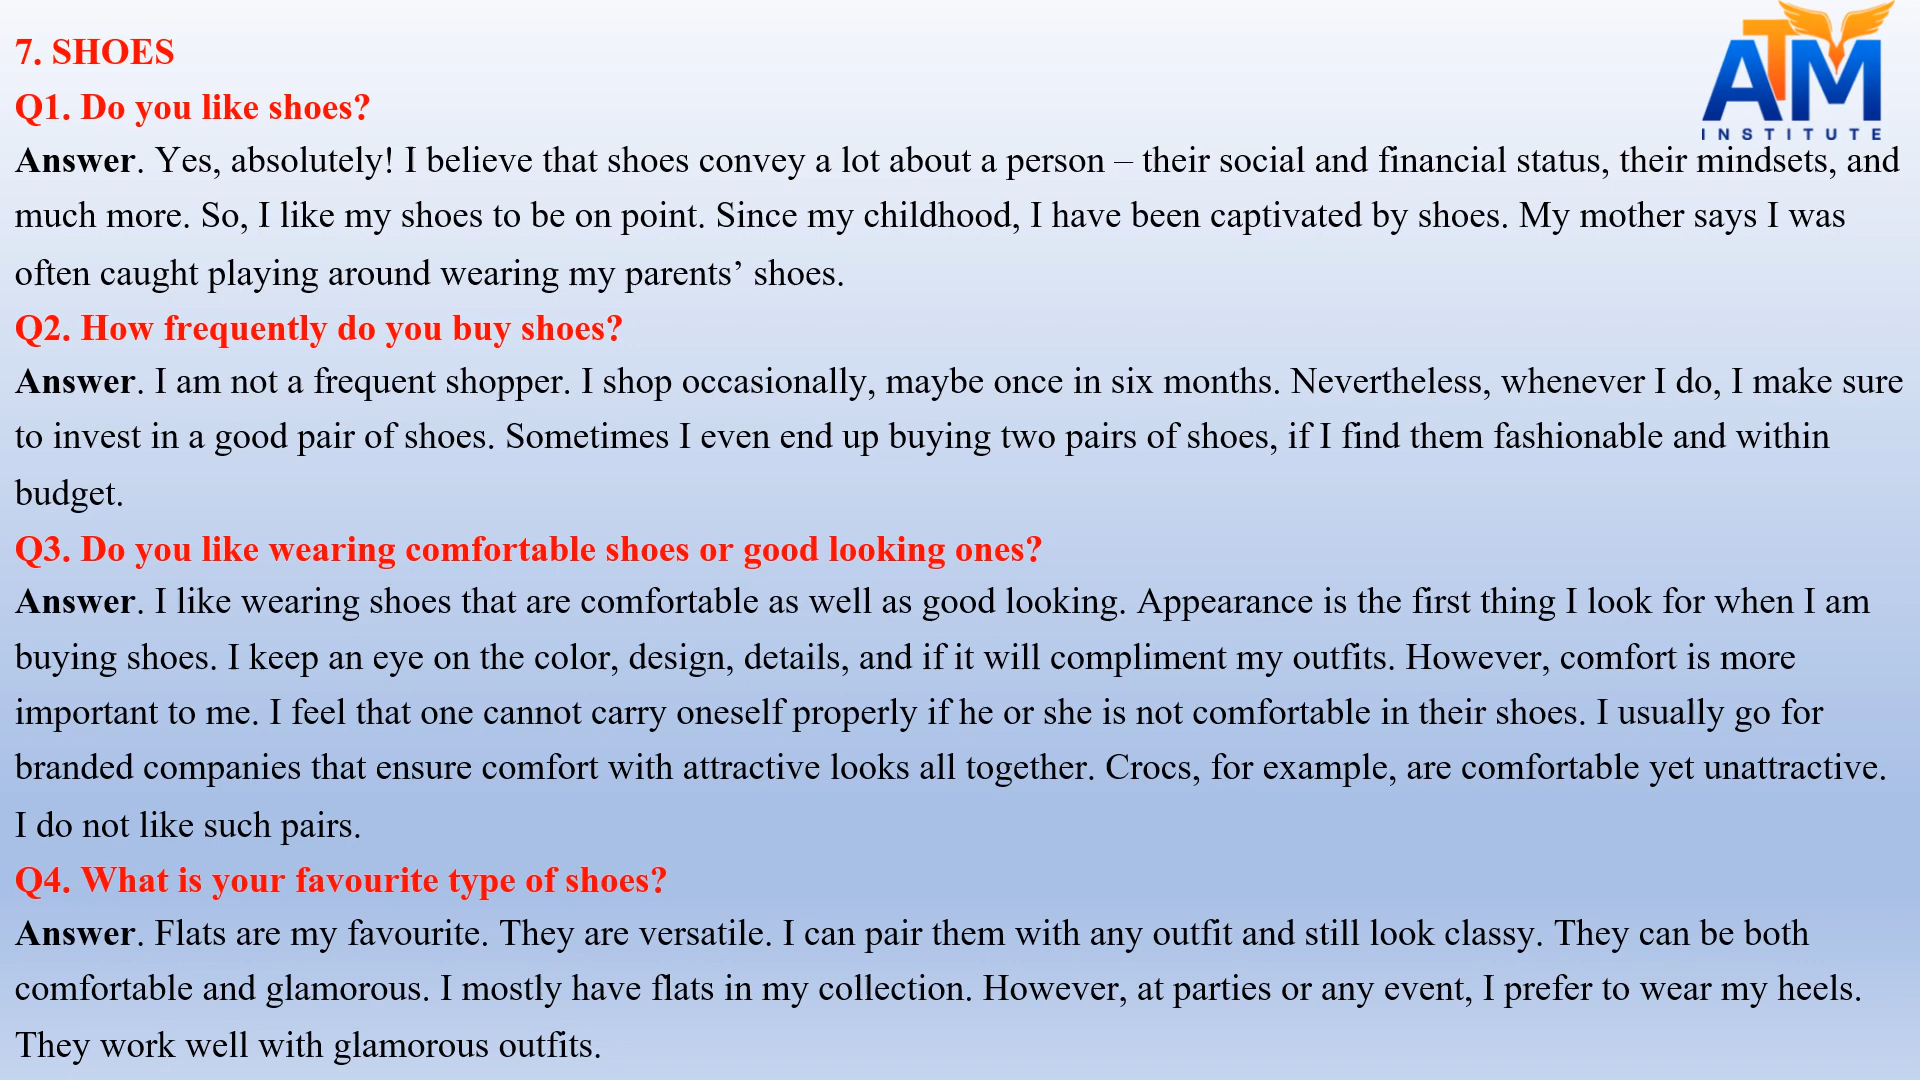 7. SHOES
ATM
INSTITUTE
Q1. Do you like shoes?
Answer. Yes, absolutely! I believe that shoes convey a lot about a person – their social and financial status, their mindsets, and
much more. So, I like my shoes to be on point. Since my childhood, I have been captivated by shoes. My mother says I was
often caught playing around wearing my parents’ shoes.
Q2. How frequently do you buy shoes?
Answer. I am not a frequent shopper. I shop occasionally, maybe once in six months. Nevertheless, whenever I do, I make sure
to invest in a good pair of shoes. Sometimes I even end up buying two pairs of shoes, if I find them fashionable and within
budget.
Q3. Do you like wearing comfortable shoes or good looking ones?
Answer. I like wearing shoes that are comfortable as well as good looking. Appearance is the first thing I look for when I am
buying shoes. I keep an eye on the color, design, details, and if it will compliment my outfits. However, comfort is more
important to me. I feel that one cannot carry oneself properly if he or she is not comfortable in their shoes. I usually go for
branded companies that ensure comfort with attractive looks all together. Crocs, for example, are comfortable yet unattractive.
I do not like such pairs.
Q4. What is your favourite type of shoes?
Answer. Flats are my favourite. They are versatile. I can pair them with any outfit and still look classy. They can be both
comfortable and glamorous. I mostly have flats in my collection. However, at parties or any event, I prefer to wear my heels.
They work well with glamorous outfits.